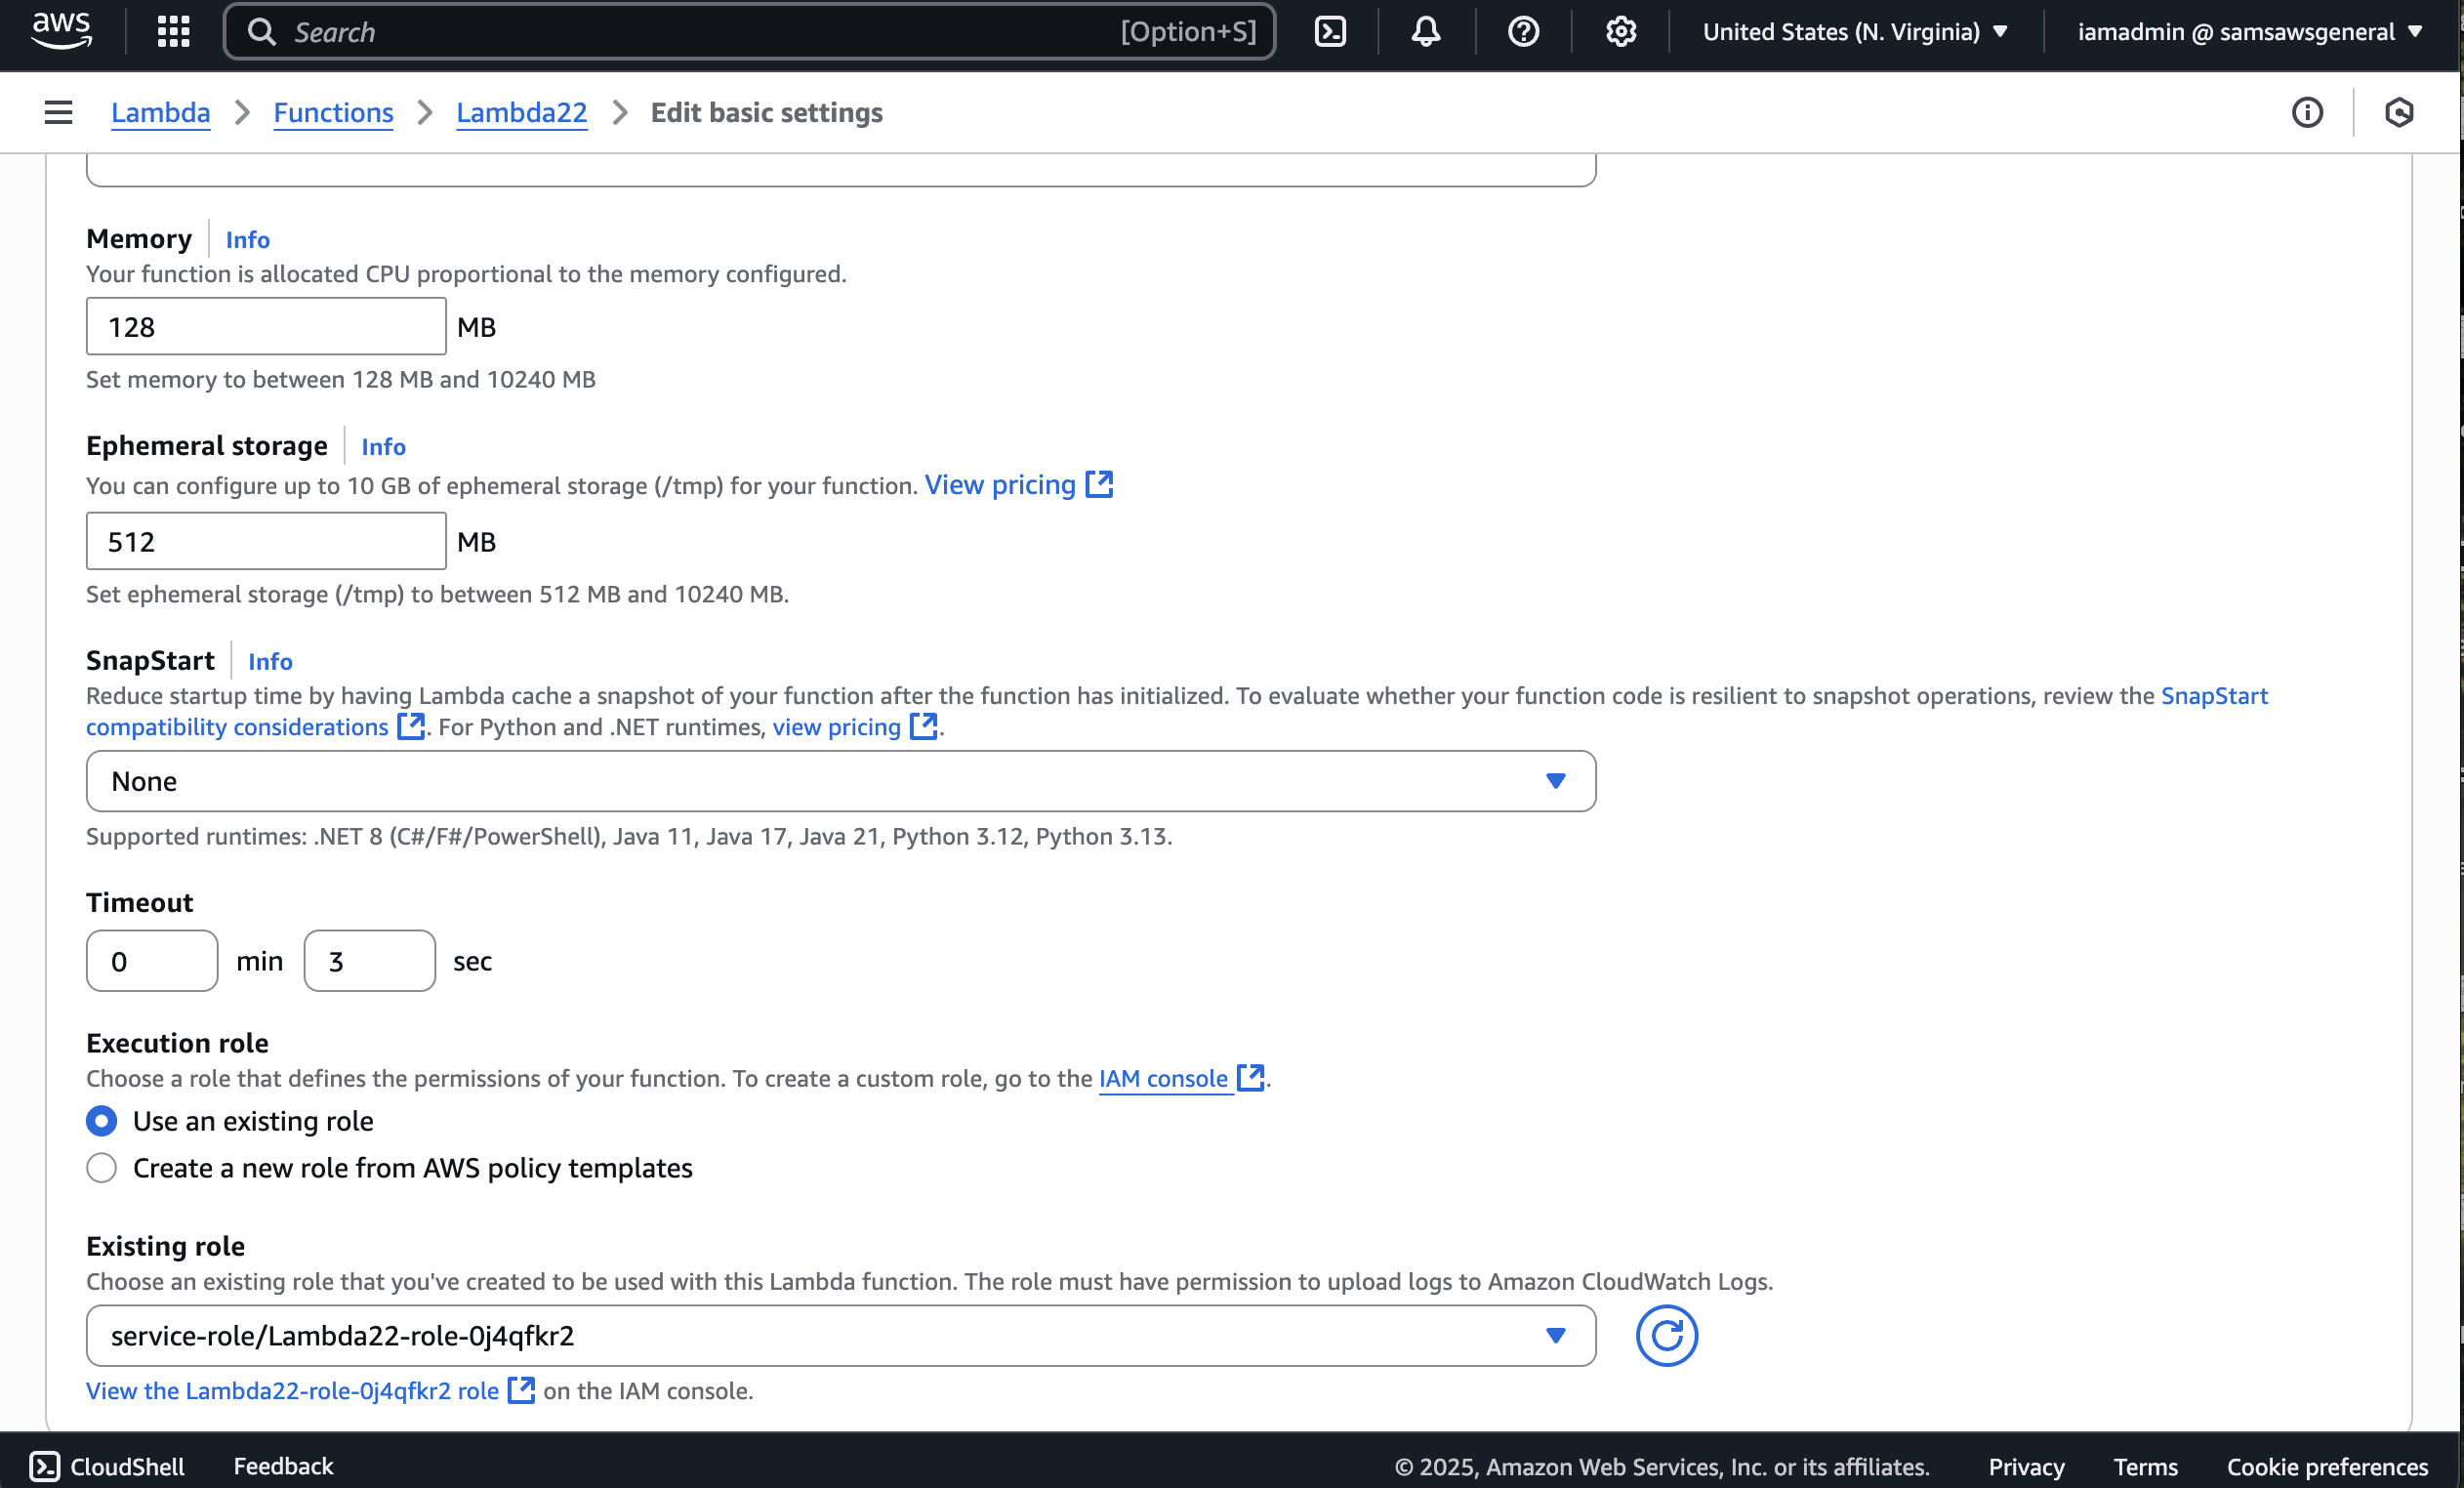 aws
Search [Option+S] United States (N. Virginia) iamadmin @ samsawsgeneral
Lambda Functions Lambda22 Edit basic settings
Memory Info
Your function is allocated CPU proportional to the memory configured.
128 MB
Set memory to between 128 MB and 10240 MB
Ephemeral storage Info
You can configure up to 10 GB of ephemeral storage (/tmp) for your function. View pricing
512 MB
Set ephemeral storage (/tmp) to between 512 MB and 10240 MB.
SnapStart Info
Reduce startup time by having Lambda cache a snapshot of your function after the function has initialized. To evaluate whether your function code is resilient to snapshot operations, review the SnapStart
compatibility considerations . For Python and .NET runtimes, view pricing .
None
Supported runtimes: .NET 8 (C#/F#/PowerShell), Java 11, Java 17, Java 21, Python 3.12, Python 3.13.
Timeout
0 min 3 sec
Execution role
Choose a role that defines the permissions of your function. To create a custom role, go to the IAM console .
Use an existing role
Create a new role from AWS policy templates
Existing role
Choose an existing role that you've created to be used with this Lambda function. The role must have permission to upload logs to Amazon CloudWatch Logs.
service-role/Lambda22-role-0j4qfkr2
View the Lambda22-role-0j4qfkr2 role on the IAM console.
CloudShell Feedback © 2025, Amazon Web Services, Inc. or its affiliates. Privacy Terms Cookie preferences